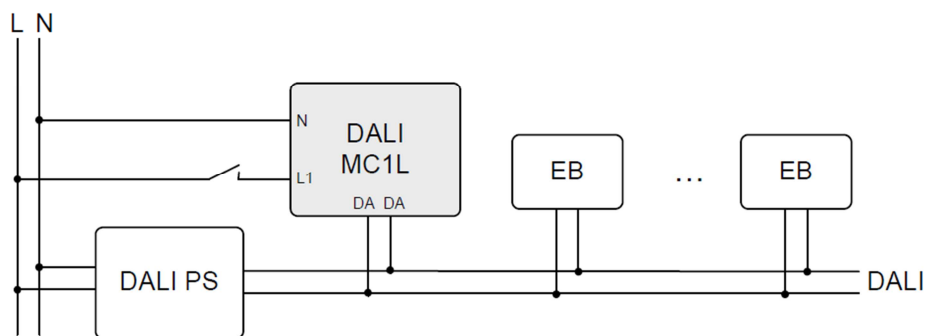 L N
N
DALI
MC1L
L1
DA DA
EB
...
EB
DALI PS
DALI